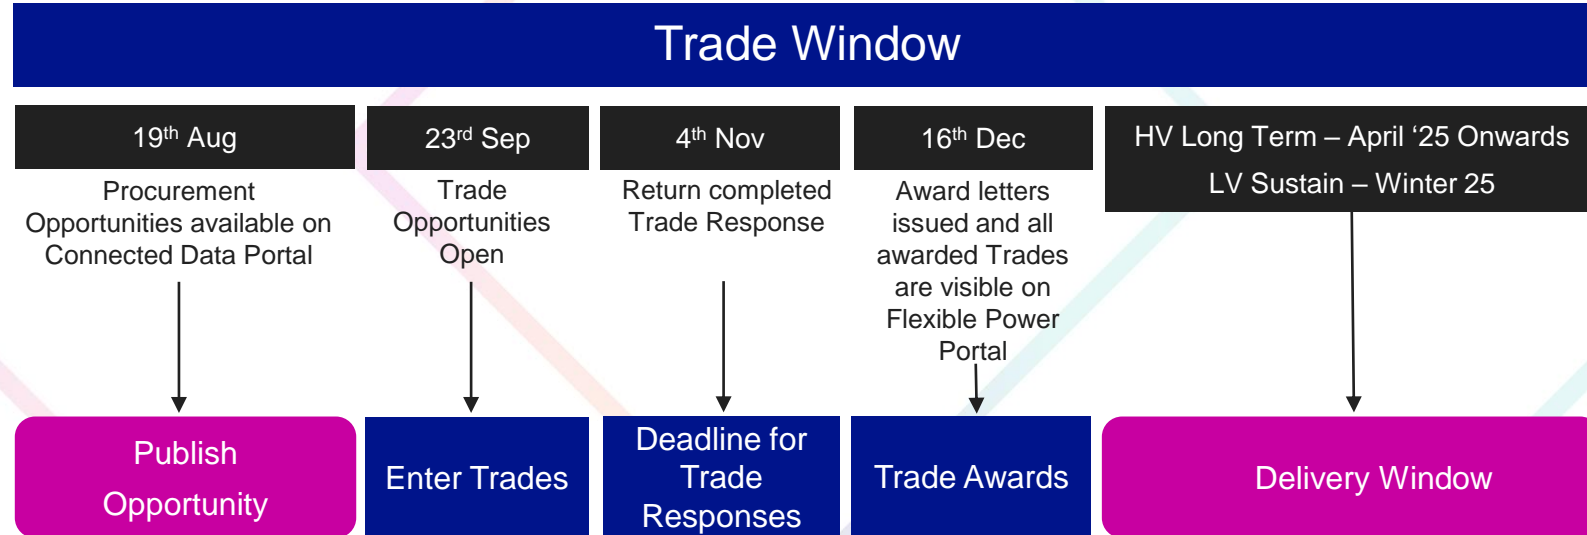 Trade Window
19th Aug
Procurement
Opportunities available on
Connected Data Portal
Publish
Opportunity
23rd Sep
Trade
Opportunities
Open
Enter Trades
4th Nov
Return completed
Trade Response
Deadline for
Trade
Responses
16th Dec
Award letters
issued and all
awarded Trades
are visible on
Flexible Power
Portal
Trade Awards
HV Long Term – April ‘25 Onwards
LV Sustain – Winter 25
Delivery Window